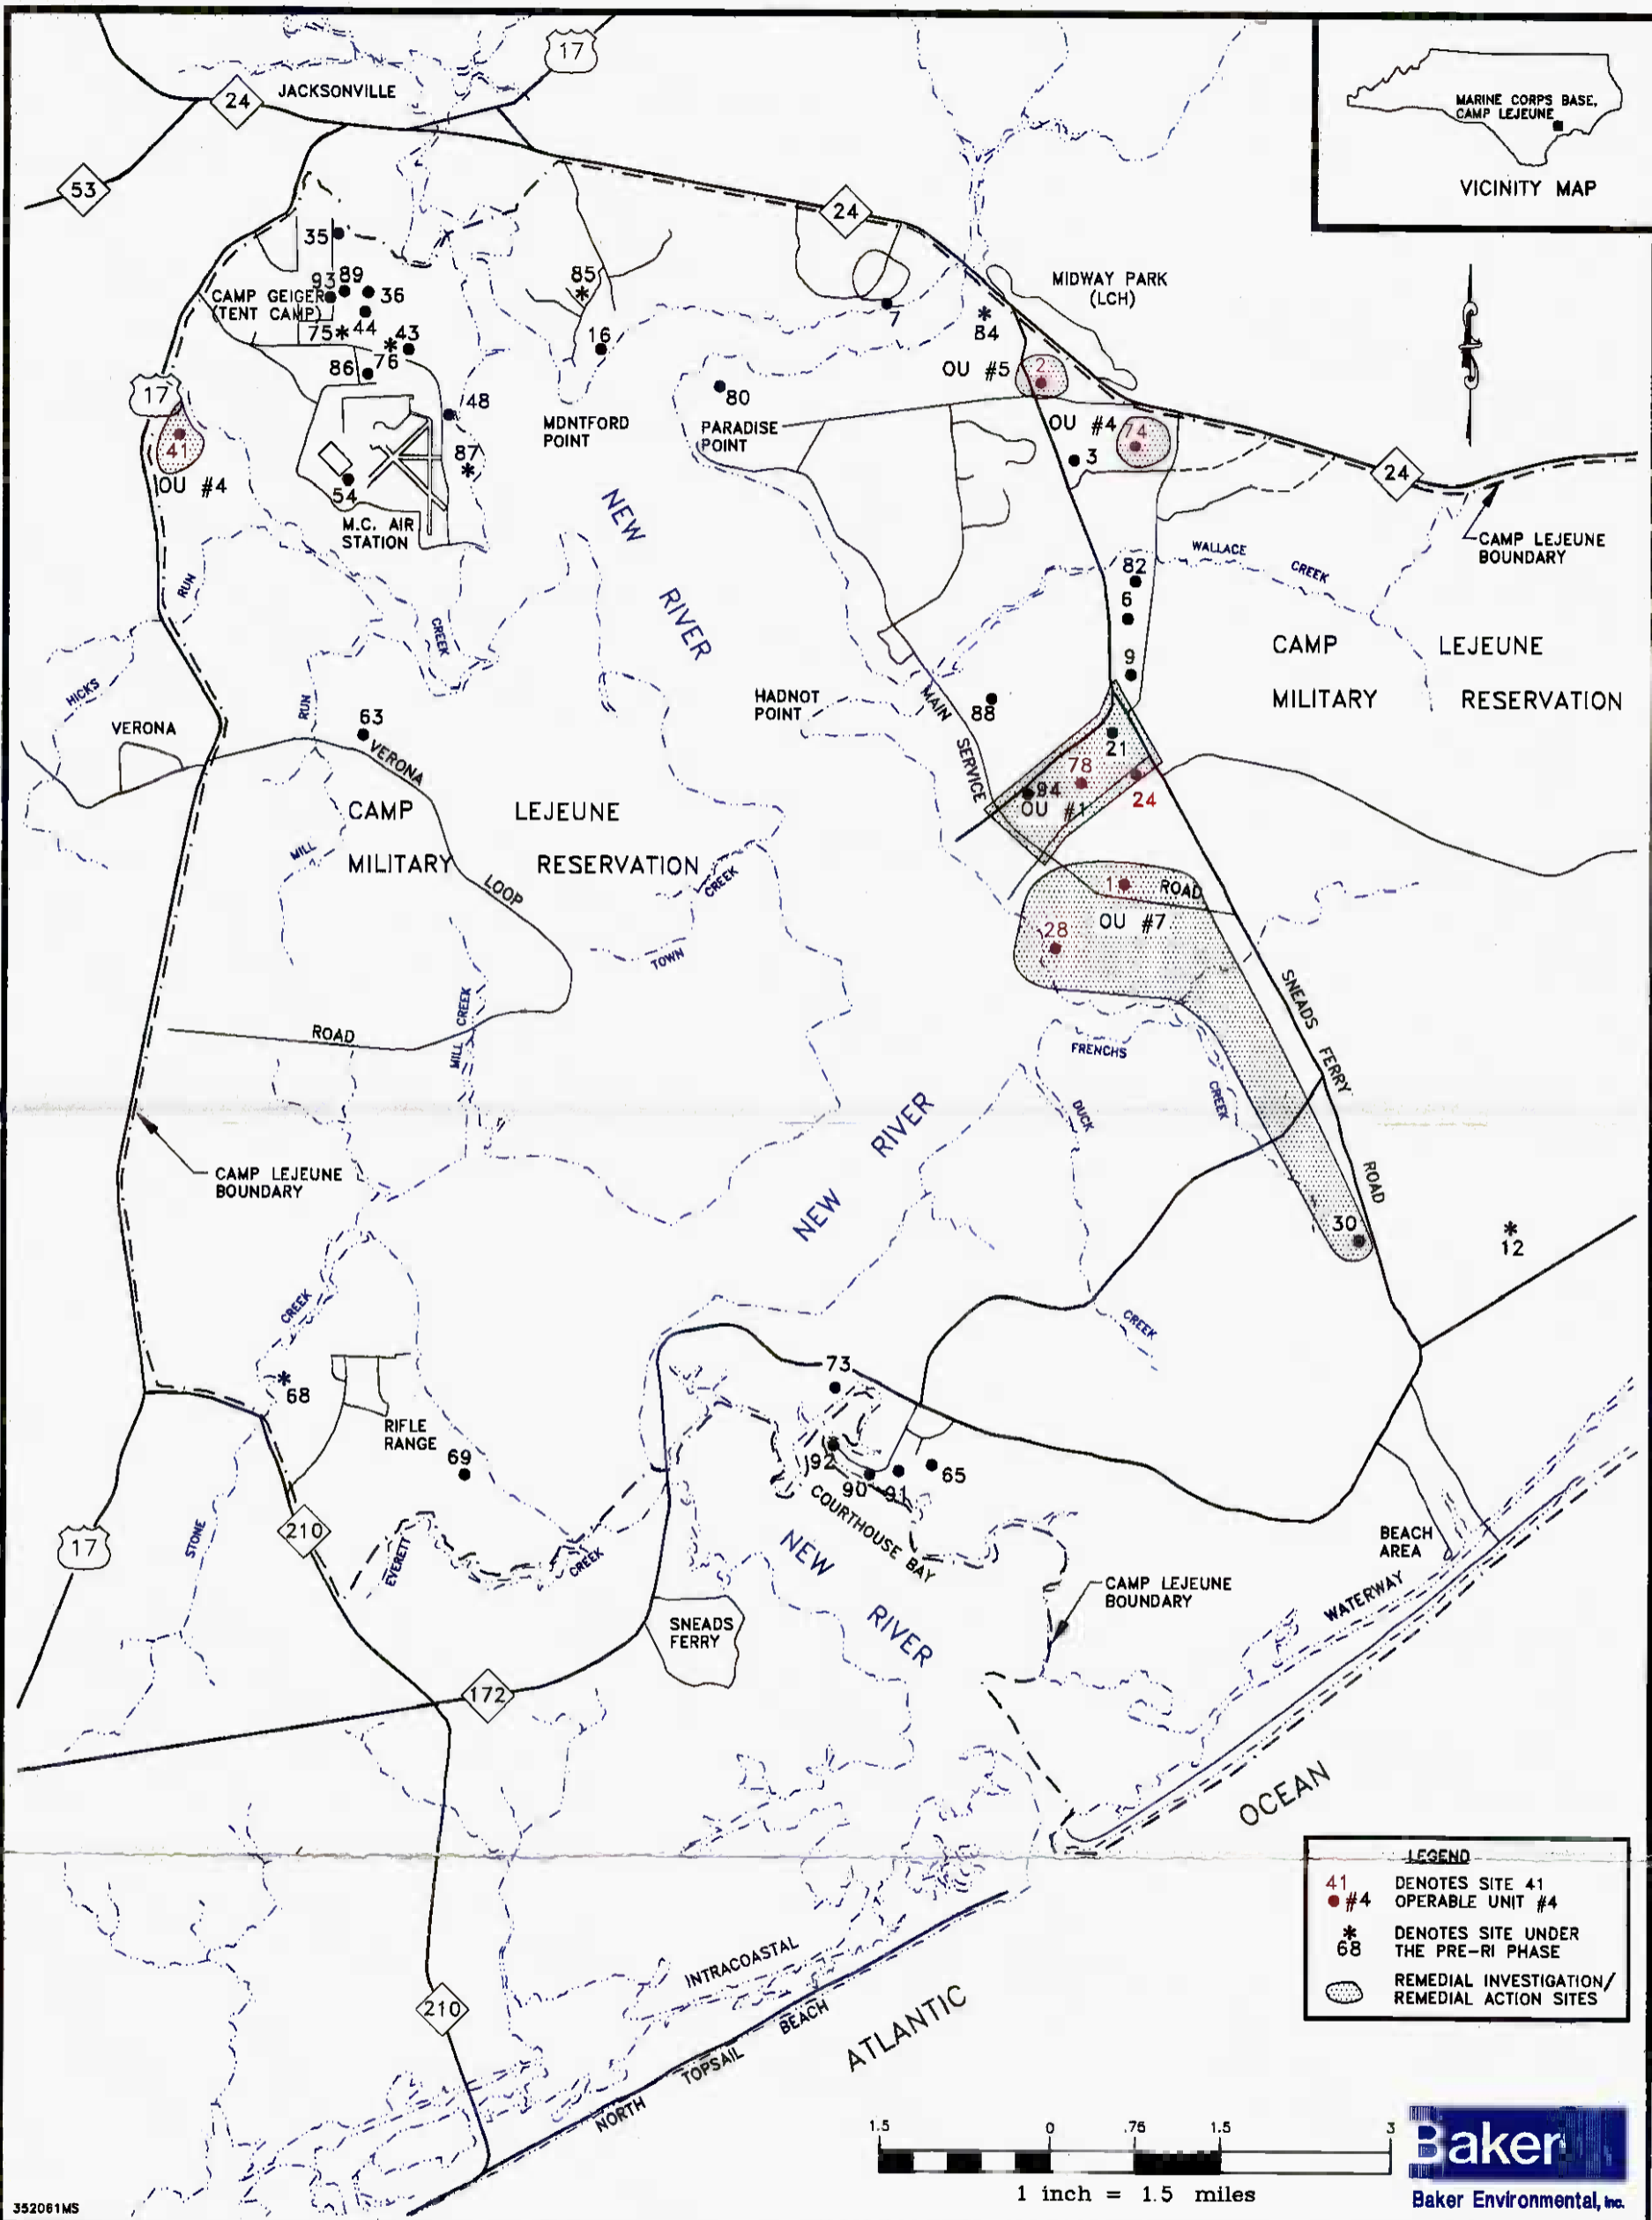 17
JACKSONVILLE
24
53
MARINE CORPS BASE,
CAMP LEJEUNE
VICINITY MAP
24
35
93
89
36
CAMP GEIGER
(TENT CAMP)
75
44
43
76
86
85
16
7
84
MIDWAY PARK
(LCH)
OU #5
2
17
41
OU #4
48
87
54
M.C. AIR
STATION
MONTFORD
POINT
80
PARADISE
POINT
OU #4
74
3
24
CAMP LEJEUNE
BOUNDARY
NEW
RIVER
WALLACE
CREEK
82
6
9
CAMP LEJEUNE
MILITARY RESERVATION
RUN
CREEK
HICKS
RUN
VERONA
63
VERONA
LOOP
HADNOT
POINT
88
MAIN
SERVICE
21
78
94
OU #1
24
CAMP LEJEUNE
MILITARY RESERVATION
MILL
CREEK
TOWN
1
ROAD
OU #7
28
SNEADS
FERRY
ROAD
ROAD
MILL
CREEK
FRENCHS
CREEK
DUCK
CREEK
NEW
RIVER
CAMP LEJEUNE
BOUNDARY
30
12
CREEK
68
RIFLE
RANGE
69
73
92
90
91
65
COURTHOUSE BAY
17
STONE
210
EVERETT
CREEK
NEW
RIVER
SNEADS
FERRY
CAMP LEJEUNE
BOUNDARY
BEACH
AREA
WATERWAY
172
OCEAN
LEGEND
41
#4
DENOTES SITE 41
OPERABLE UNIT #4
*
68
DENOTES SITE UNDER
THE PRE-RI PHASE
REMEDIAL INVESTIGATION/
REMEDIAL ACTION SITES
INTRACOASTAL
210
NORTH TOPSAIL BEACH
ATLANTIC
1.5 0 .75 1.5 3
1 inch = 1.5 miles
Baker
Baker Environmental, Inc.
352061MS